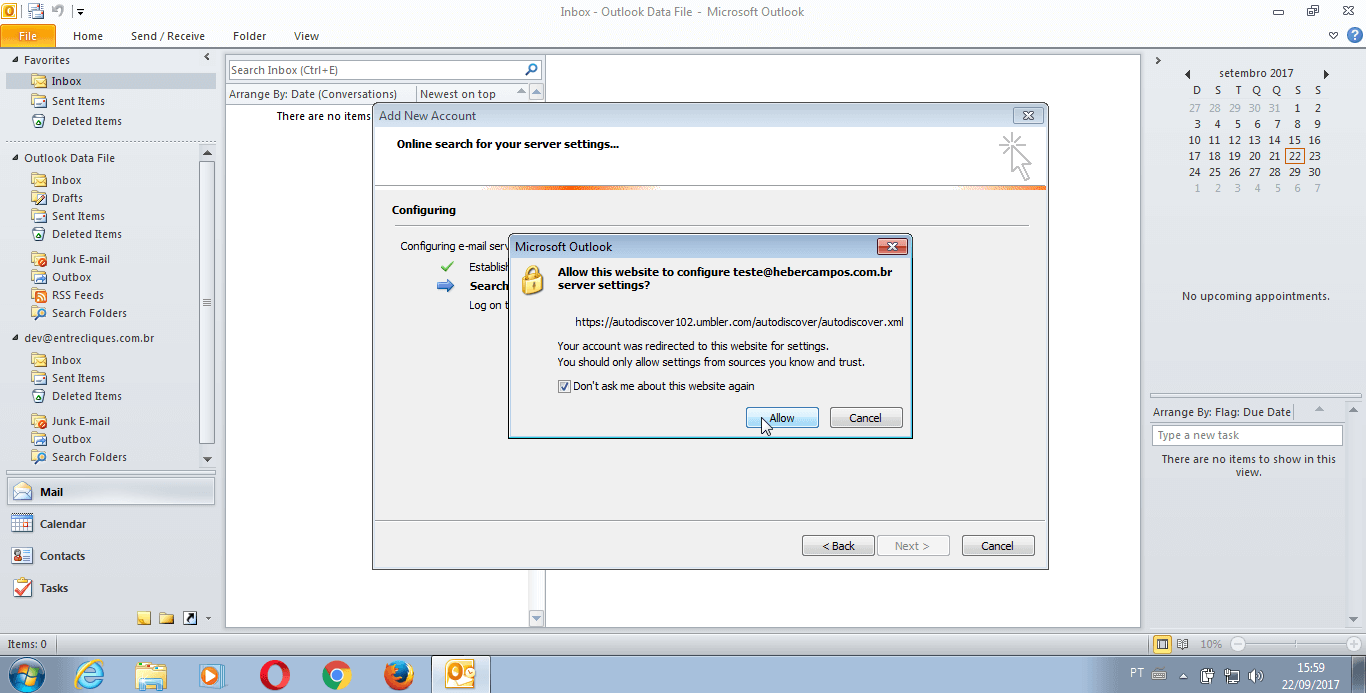 Inbox - Outlook Data File - Microsoft Outlook
File Home Send / Receive Folder View
Favorites
Inbox
Sent Items
Deleted Items
Outlook Data File
Inbox
Drafts
Sent Items
Deleted Items
Junk E-mail
Outbox
RSS Feeds
Search Folders
dev@entrecliques.com.br
Inbox
Sent Items
Deleted Items
Junk E-mail
Outbox
Search Folders
Mail
Calendar
Contacts
Tasks
Search Inbox (Ctrl+E)
Arrange By: Date (Conversations) Newest on top
There are no items
Add New Account
Online search for your server settings...
Configuring
Configuring e-mail serv
Establish
Search
Log on t
Microsoft Outlook
Allow this website to configure teste@hebercampos.com.br
server settings?
https://autodiscover102.umbler.com/autodiscover/autodiscover.xml
Your account was redirected to this website for settings.
You should only allow settings from sources you know and trust.
Don't ask me about this website again
Allow Cancel
< Back Next > Cancel
setembro 2017
D S T Q Q S S
27 28 29 30 31 1 2
3 4 5 6 7 8 9
10 11 12 13 14 15 16
17 18 19 20 21 22 23
24 25 26 27 28 29 30
1 2 3 4 5 6 7
No upcoming appointments.
Arrange By: Flag: Due Date
Type a new task
There are no items to show in this
view.
Items: 0
10%
PT
15:59
22/09/2017